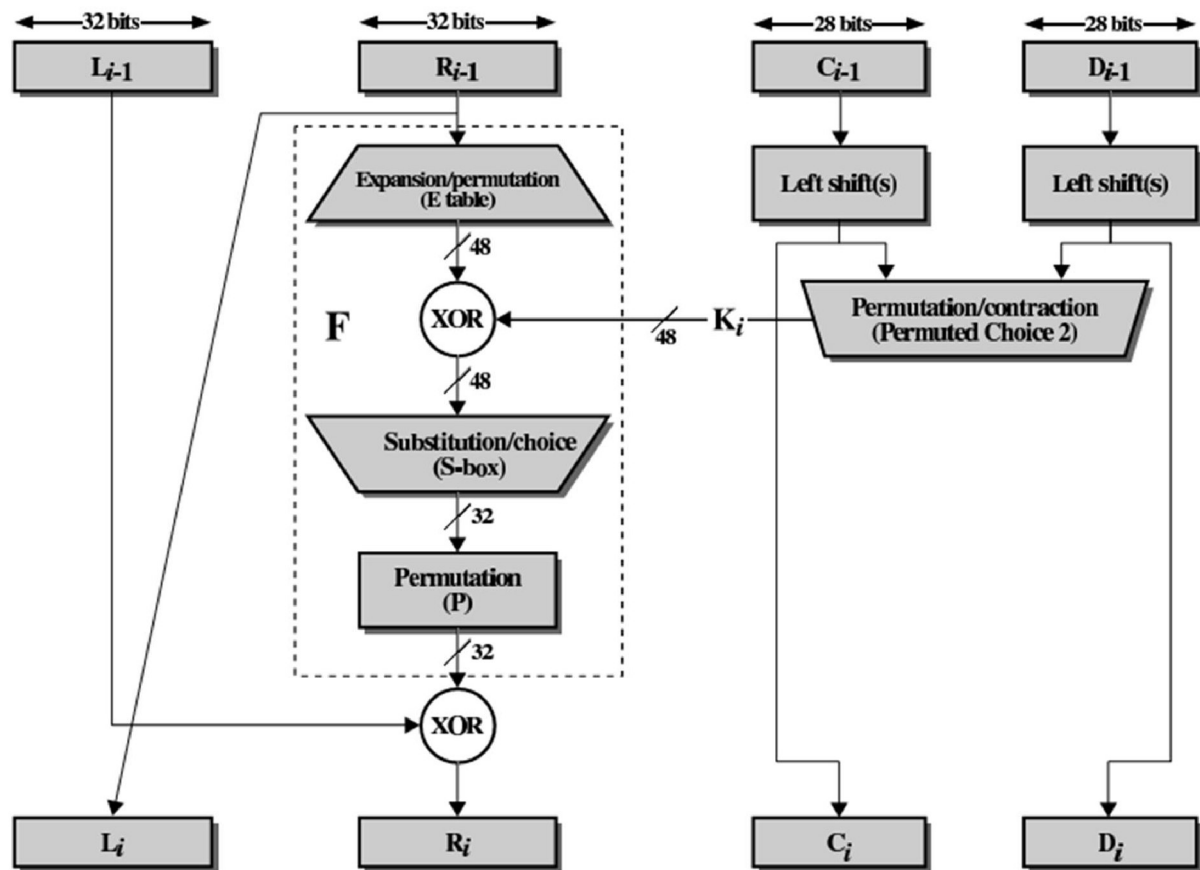 32 bits
32 bits
28 bits
28 bits
Li-1
Ri-1
Ci-1
Di-1
Expansion/permutation
(E table)
Left shift(s)
Left shift(s)
48
F
XOR
48
Ki
Permutation/contraction
(Permuted Choice 2)
48
Substitution/choice
(S-box)
32
Permutation
(P)
32
XOR
Li
Ri
Ci
Di